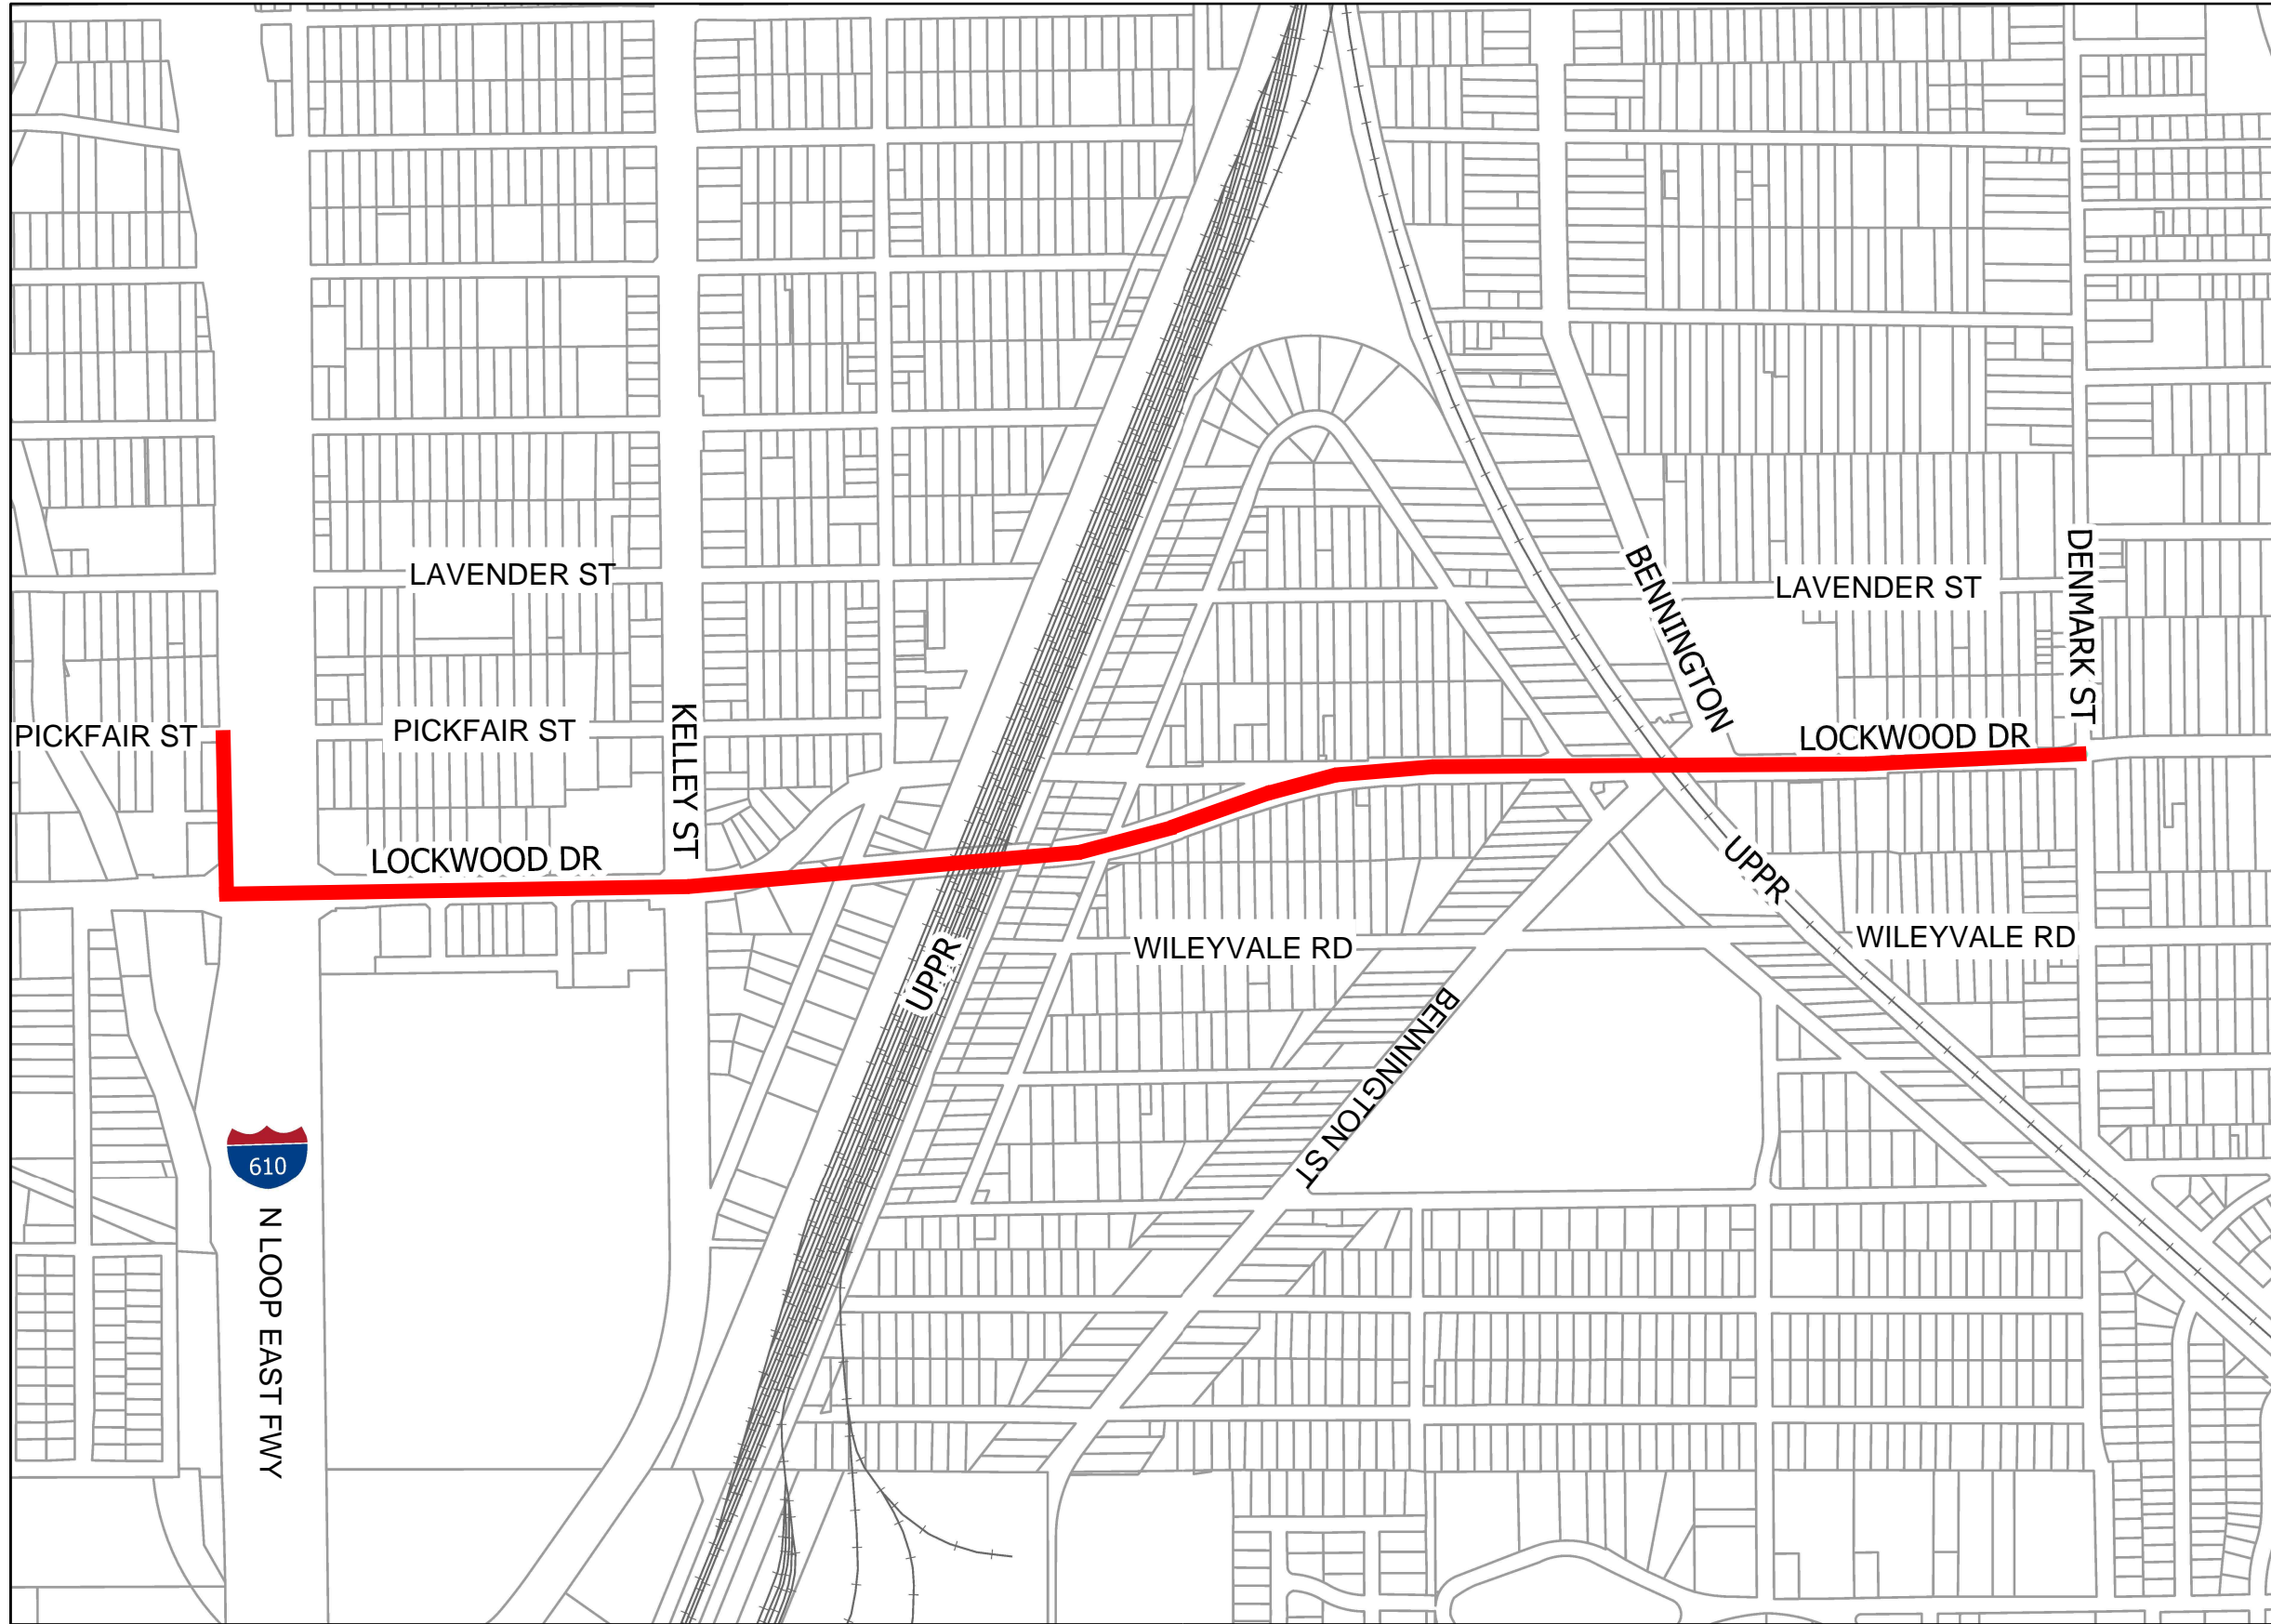 LAVENDER ST
BENNINGTON
LAVENDER ST
DENMARK ST
PICKFAIR ST
PICKFAIR ST
KELLEY ST
LOCKWOOD DR
LOCKWOOD DR
UPPR
UPPR
WILEYVALE RD
WILEYVALE RD
BENNINGTON ST
610
N LOOP EAST FWY